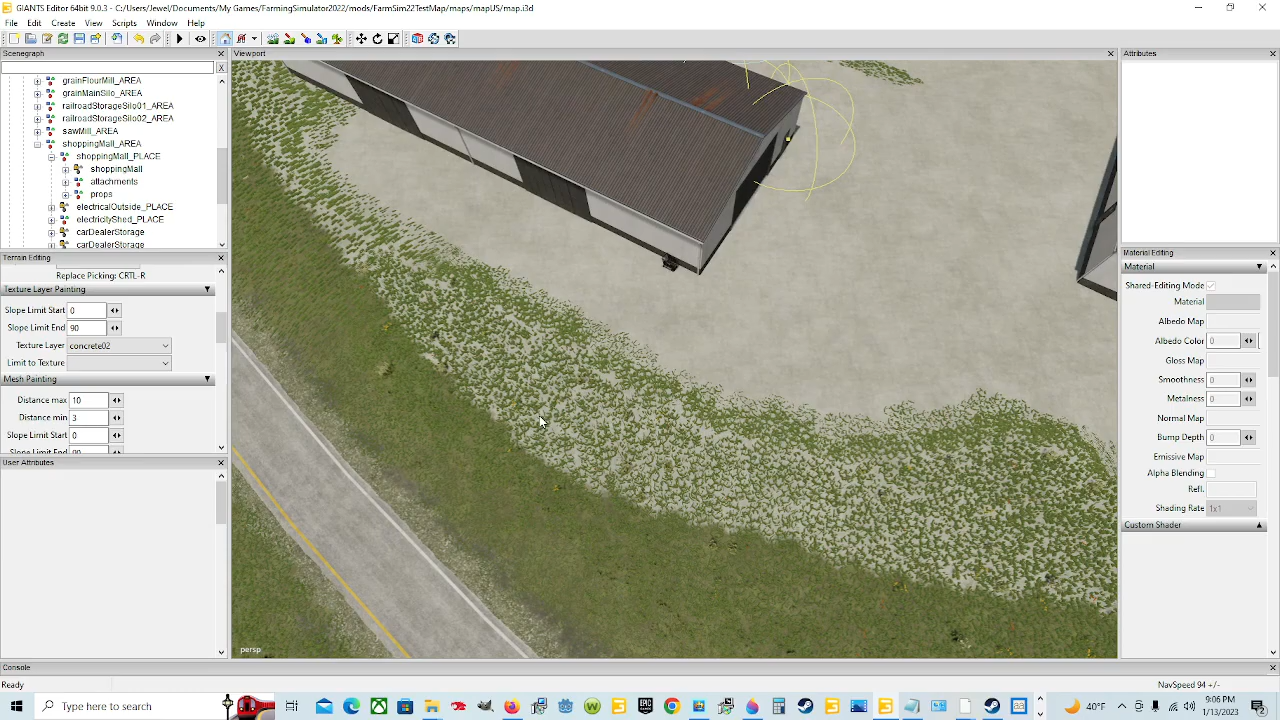 GIANTS Editor 64bit 9.0.3 - C:/Users/Jewel/Documents/My Games/FarmingSimulator2022/mods/FarmSim22TestMap/maps/mapUS/map.i3d
File Edit Create View Scripts Window Help
Scenegraph
Viewport
Attributes
X
grainFlourMill_AREA
grainMainSilo_AREA
railroadStorageSilo01_AREA
railroadStorageSilo02_AREA
sawMill_AREA
shoppingMall_AREA
shoppingMall_PLACE
shoppingMall
attachments
props
electricalOutside_PLACE
electricityShed_PLACE
carDealerStorage
carDealerStorage
Terrain Editing
Replace Picking: CRTL-R
Texture Layer Painting
Slope Limit Start 0
Slope Limit End 90
Texture Layer concrete02
Limit to Texture
Mesh Painting
Distance max 10
Distance min 3
Slope Limit Start 0
User Attributes
Material Editing
Material
Shared-Editing Mode
Material
Albedo Map
Albedo Color 0
Gloss Map
Smoothness 0
Metalness 0
Normal Map
Bump Depth 0
Emissive Map
Alpha Blending
Refl.
Shading Rate 1x1
Custom Shader
persp
Console
Ready
NavSpeed 94 +/-
Type here to search
40°F
9:06 PM
1/13/2023
2